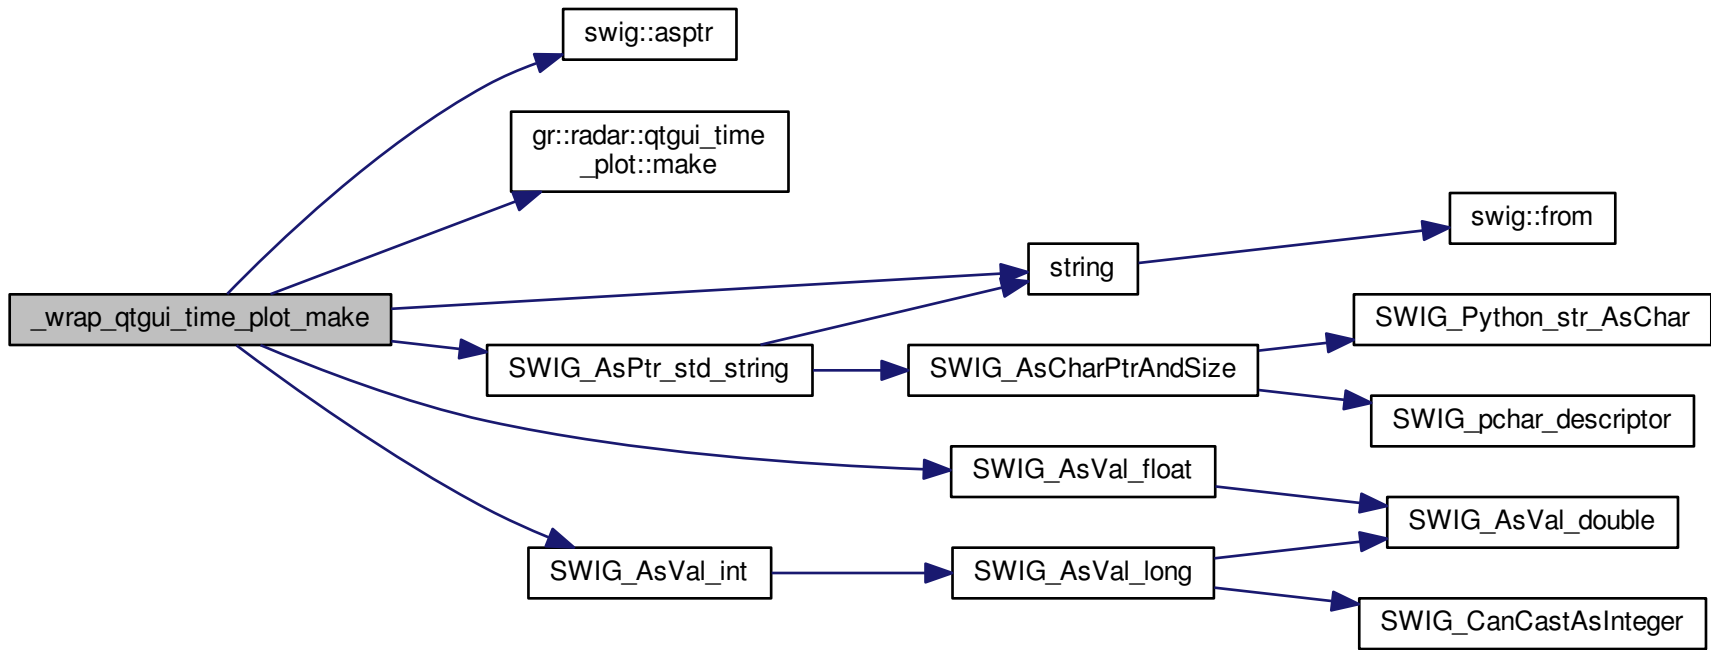 swig::asptr
gr::radar::qtgui_time
_plot::make
swig::from
string
SWIG_Python_str_AsChar
_wrap_qtgui_time_plot_make
SWIG_AsPtr_std_string
SWIG_AsCharPtrAndSize
SWIG_pchar_descriptor
SWIG_AsVal_float
SWIG_AsVal_double
SWIG_AsVal_int
SWIG_AsVal_long
SWIG_CanCastAsInteger